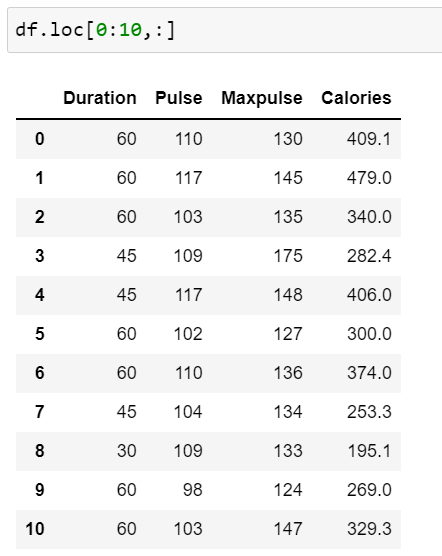 df.loc[0:10,:]
Duration Pulse Maxpulse Calories
0 60 110 130 409.1
1 60 117 145 479.0
2 60 103 135 340.0
3 45 109 175 282.4
4 45 117 148 406.0
5 60 102 127 300.0
6 60 110 136 374.0
7 45 104 134 253.3
8 30 109 133 195.1
9 60 98 124 269.0
10 60 103 147 329.3